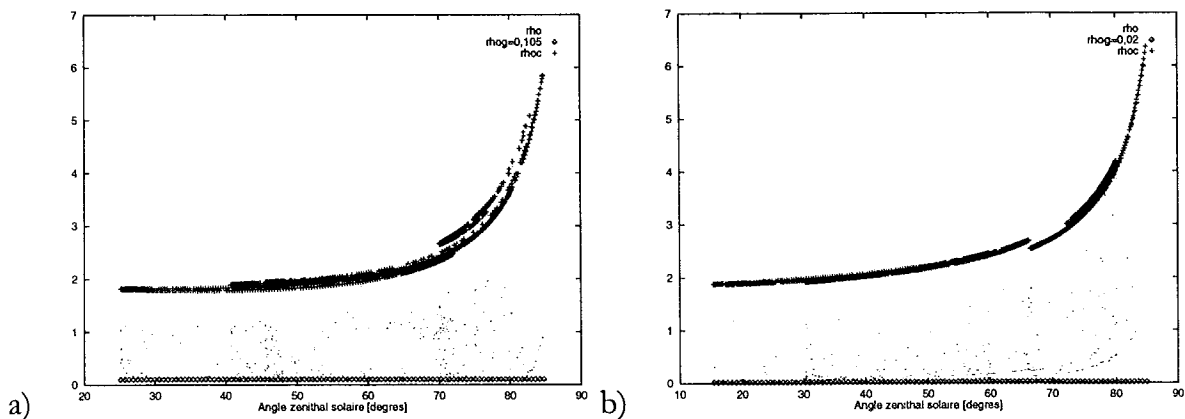 a)
7
6
5
4
3
2
1
0
rho
rhog=0,105
rhoc
20 30 40 50 60 70 80 90
Angle zenithal solaire [degres]
b)
7
6
5
4
3
2
1
0
rho
rhog=0,02
rhoc
10 20 30 40 50 60 70 80 90
Angle zenithal solaire [degres]